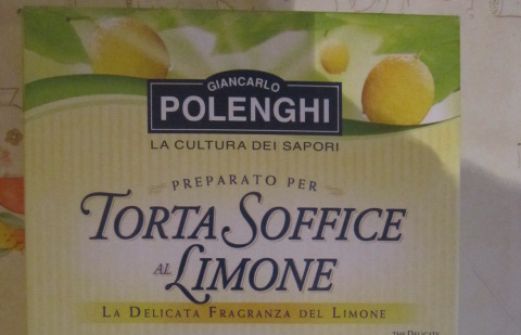 GIANCARLO
POLENGHI
LA CULTURA DEI SAPORI
PREPARATO PER
TORTA SOFFICE
AL LIMONE
LA DELICATA FRAGRANZA DEL LIMONE